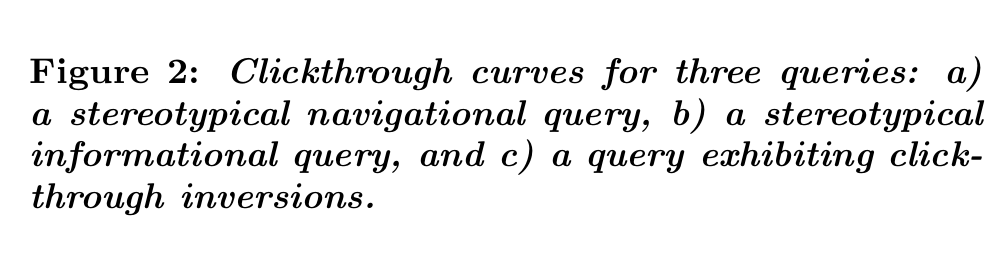 Figure 2: Clickthrough curves for three queries: a)
a stereotypical navigational query, b) a stereotypical
informational query, and c) a query exhibiting click-
through inversions.